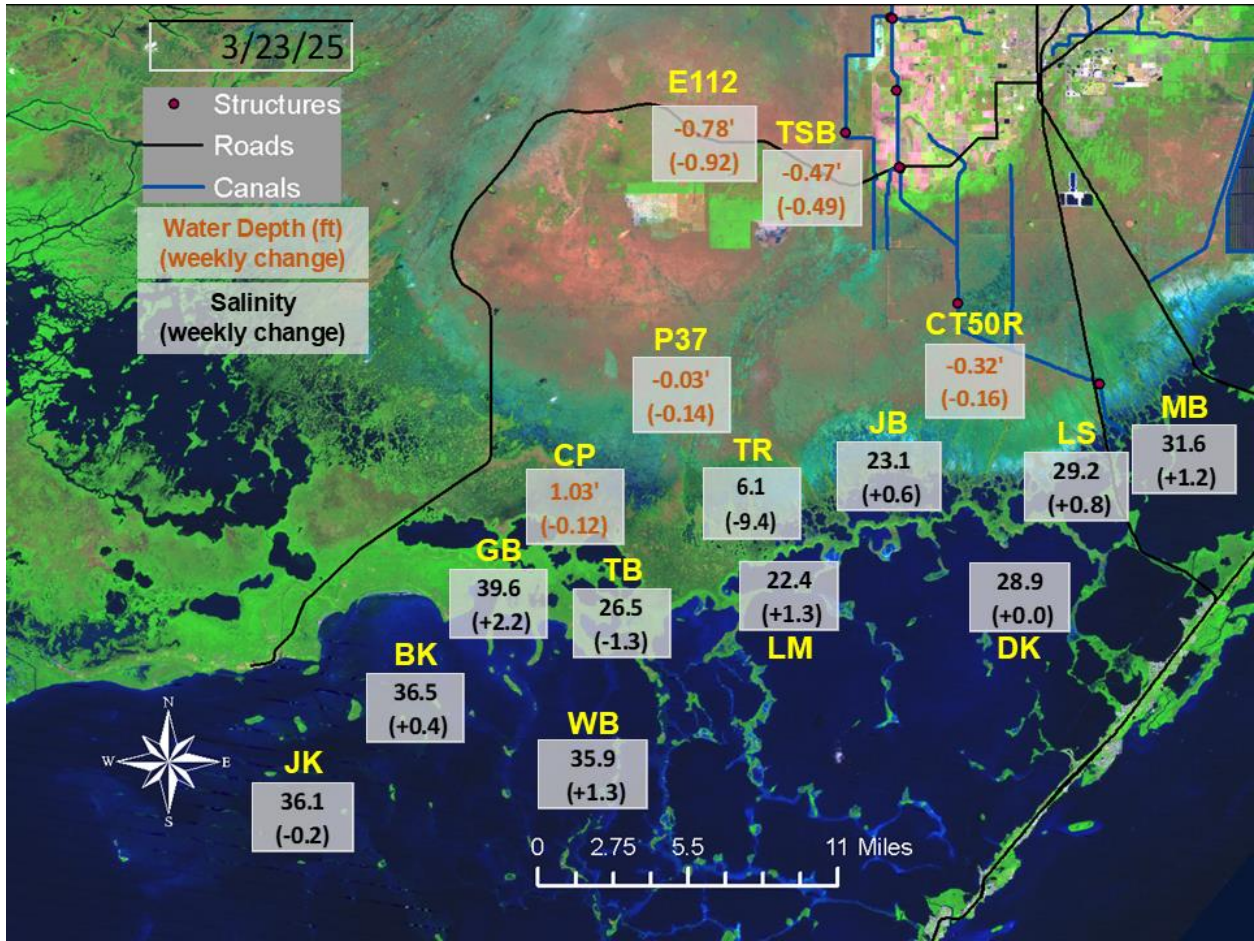 3/23/25
Structures
Roads
Canals
Water Depth (ft)
(weekly change)
Salinity
(weekly change)
E112
-0.78'
(-0.92)
TSB
-0.47'
(-0.49)
P37
-0.03'
(-0.14)
CT50R
-0.32'
(-0.16)
CP
1.03'
(-0.12)
TR
6.1
(-9.4)
JB
23.1
(+0.6)
LS
29.2
(+0.8)
MB
31.6
(+1.2)
GB
39.6
(+2.2)
TB
26.5
(-1.3)
22.4
(+1.3)
LM
28.9
(+0.0)
DK
BK
36.5
(+0.4)
WB
35.9
(+1.3)
JK
36.1
(-0.2)
N
W E
S
0 2.75 5.5 11 Miles